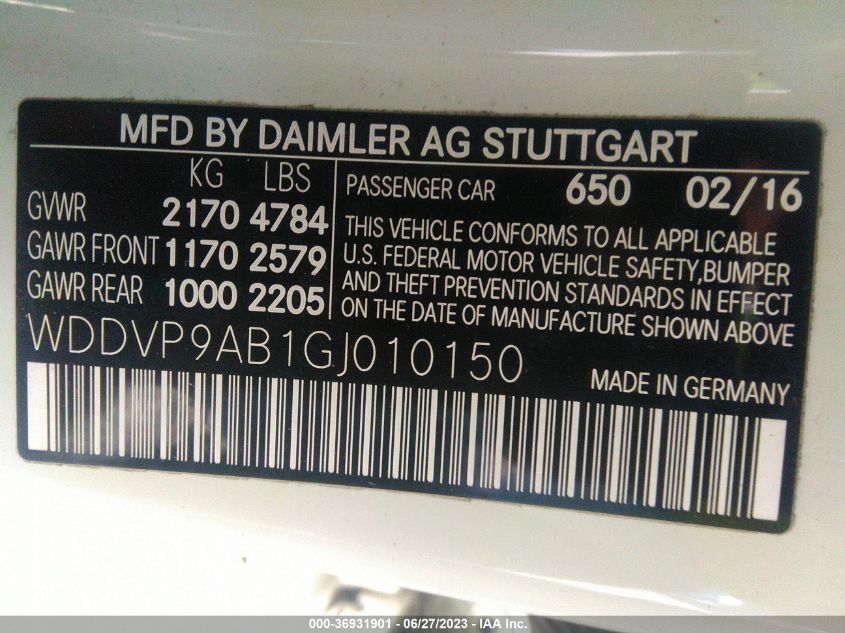 MFD BY DAIMLER AG STUTTGART
KG LBS
GVWR 2170 4784
GAWR FRONT 1170 2579
GAWR REAR 1000 2205
PASSENGER CAR 650 02/16
THIS VEHICLE CONFORMS TO ALL APPLICABLE
U.S. FEDERAL MOTOR VEHICLE SAFETY,BUMPER
AND THEFT PREVENTION STANDARDS IN EFFECT
ON THE DATE OF MANUFACTURE SHOWN ABOVE
WDDVP9AB1GJ010150
MADE IN GERMANY
000-36931901 - 06/27/2023 - IAA Inc.